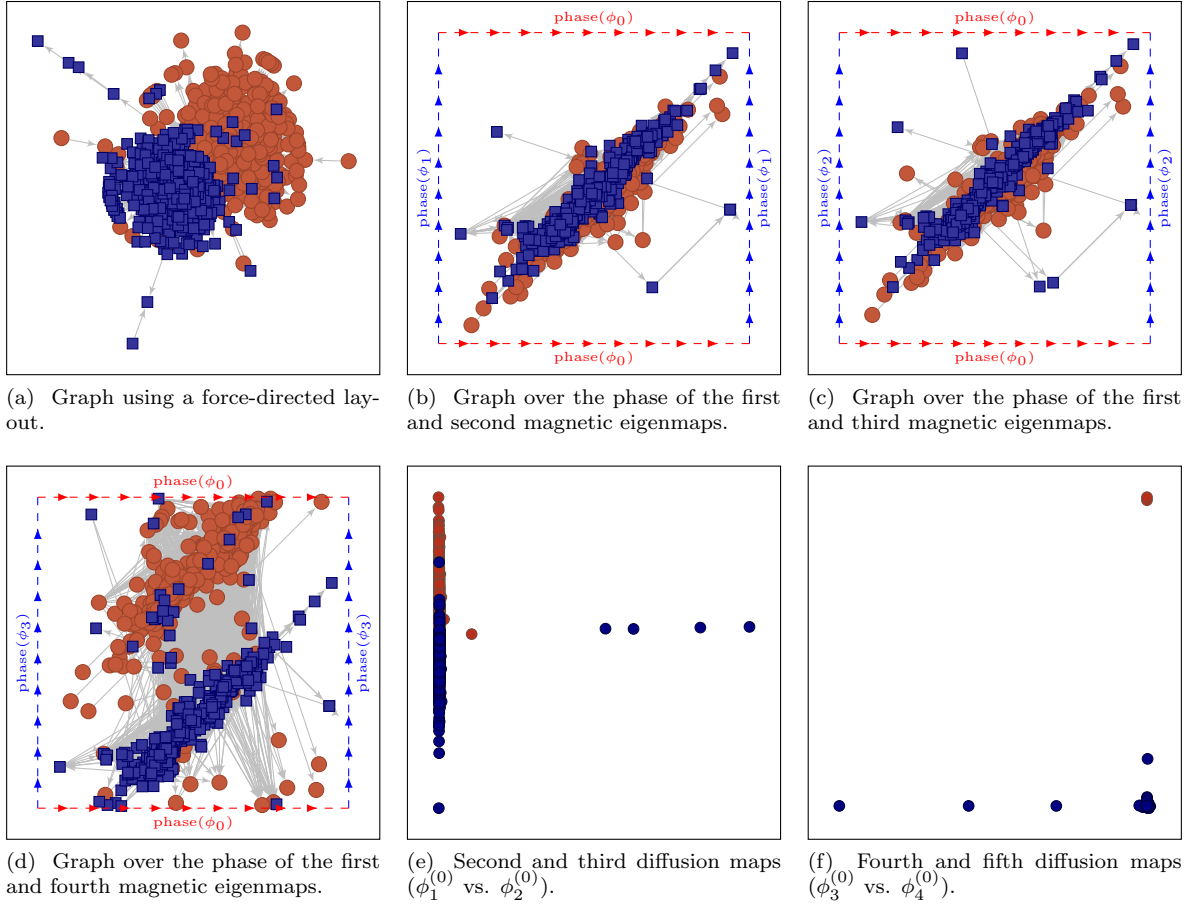 phase(ϕ0)
phase(ϕ0)
phase(ϕ1)
phase(ϕ1)
phase(ϕ2)
phase(ϕ2)
phase(ϕ0)
phase(ϕ0)
(a) Graph using a force-directed lay-
out.
(b) Graph over the phase of the first
and second magnetic eigenmaps.
(c) Graph over the phase of the first
and third magnetic eigenmaps.
phase(ϕ0)
phase(ϕ3)
phase(ϕ3)
phase(ϕ0)
(d) Graph over the phase of the first
and fourth magnetic eigenmaps.
(e) Second and third diffusion maps
(ϕ1^(0) vs. ϕ2^(0)).
(f) Fourth and fifth diffusion maps
(ϕ3^(0) vs. ϕ4^(0)).